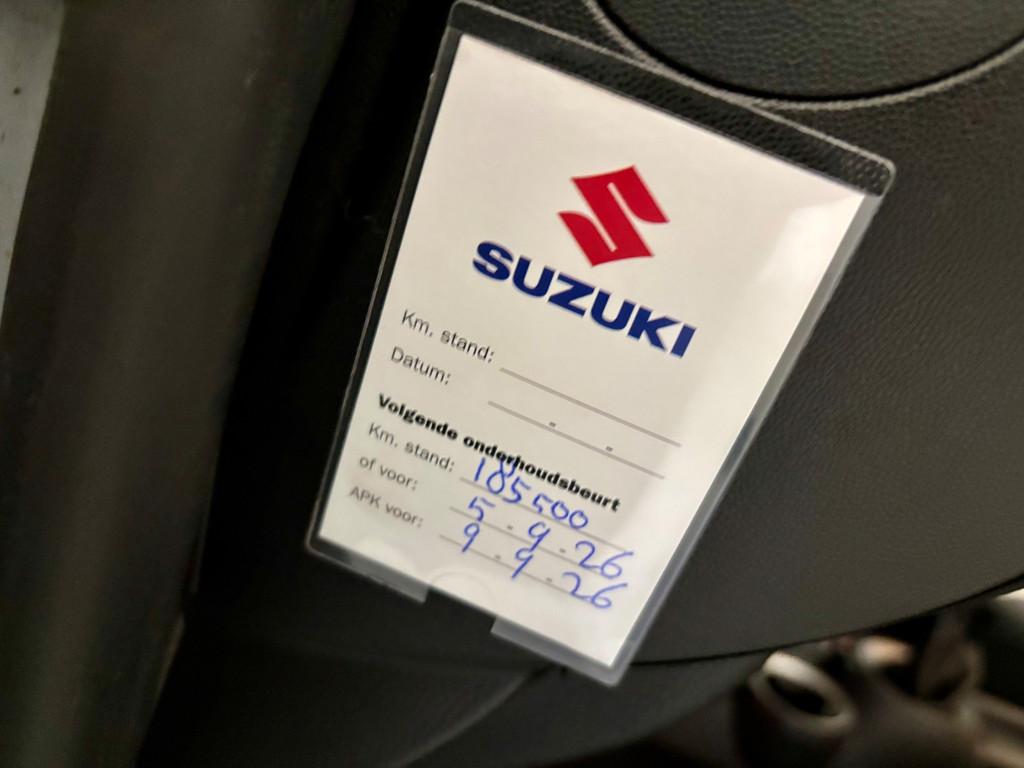 SUZUKI
Km. stand:
Datum: . .
Volgende onderhoudsbeurt
Km. stand: 185500
of voor: 5.9.26
APK voor: 9.9.26